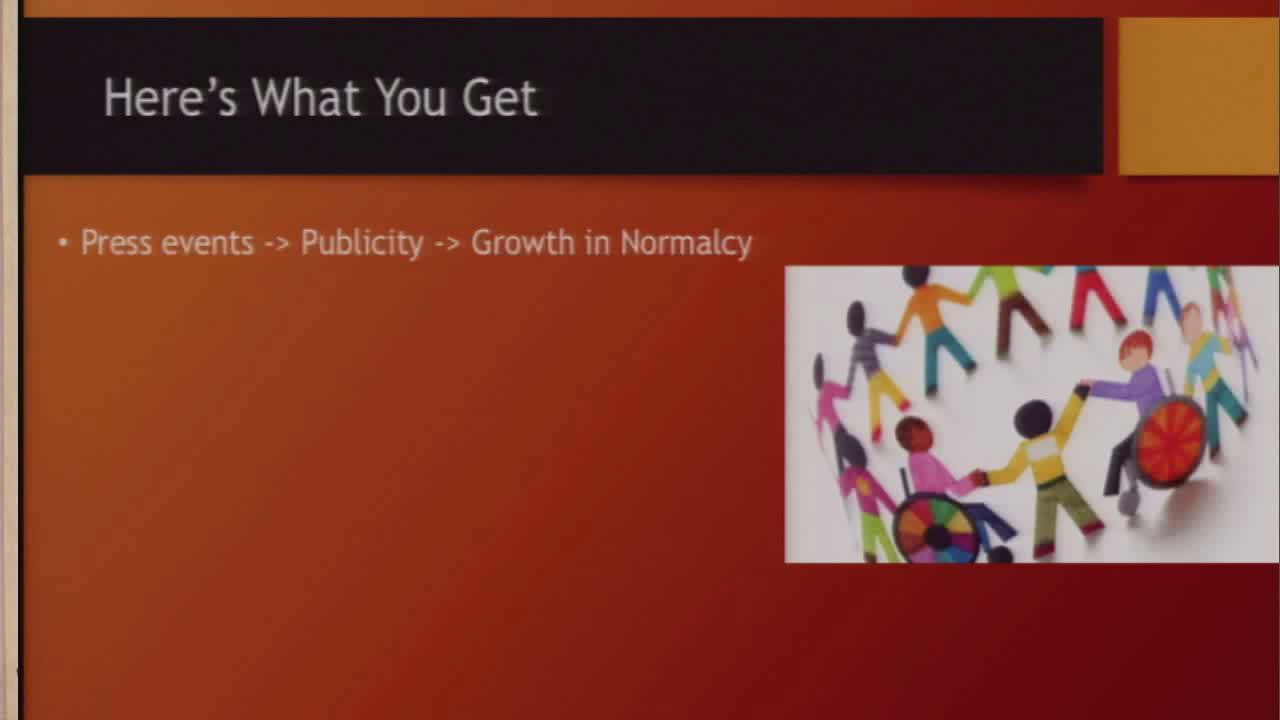 Here's What You Get
• Press events -> Publicity -> Growth in Normalcy